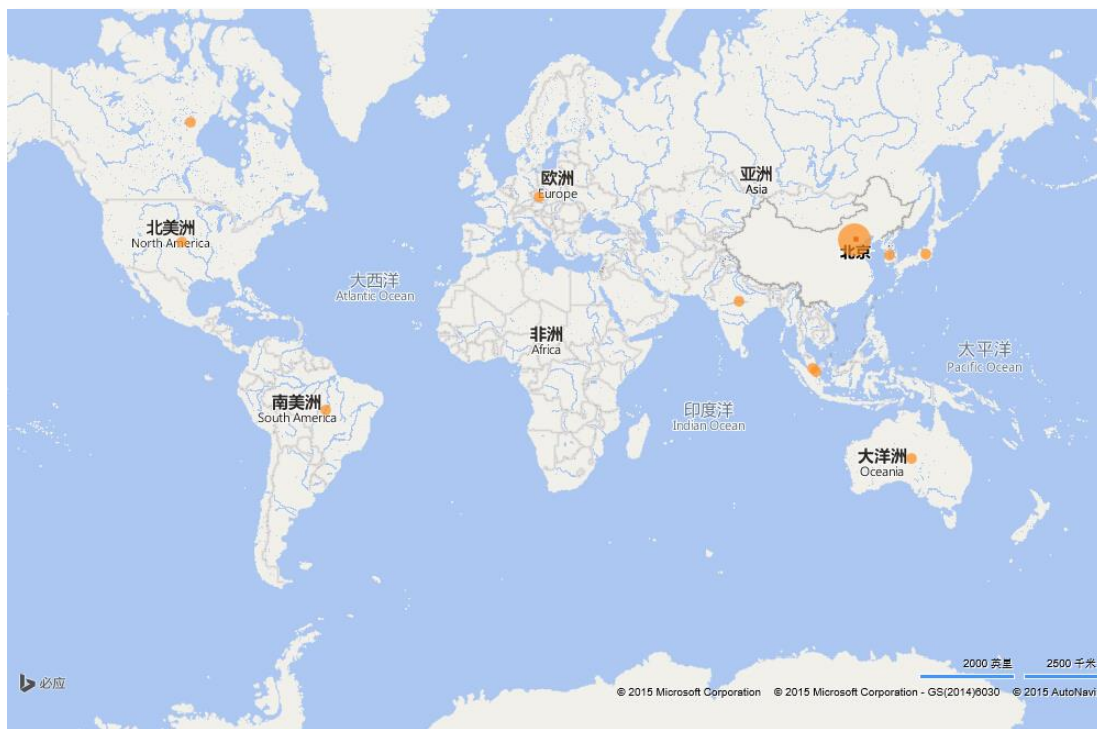 亚洲
Asia
欧洲
Europe
北美洲
North America
北京
大西洋
Atlantic Ocean
非洲
Africa
太平洋
Pacific Ocean
南美洲
South America
印度洋
Indian Ocean
大洋洲
Oceania
2000 英里 2500 千米
必应
© 2015 Microsoft Corporation © 2015 Microsoft Corporation - GS(2014)6030 © 2015 AutoNavi